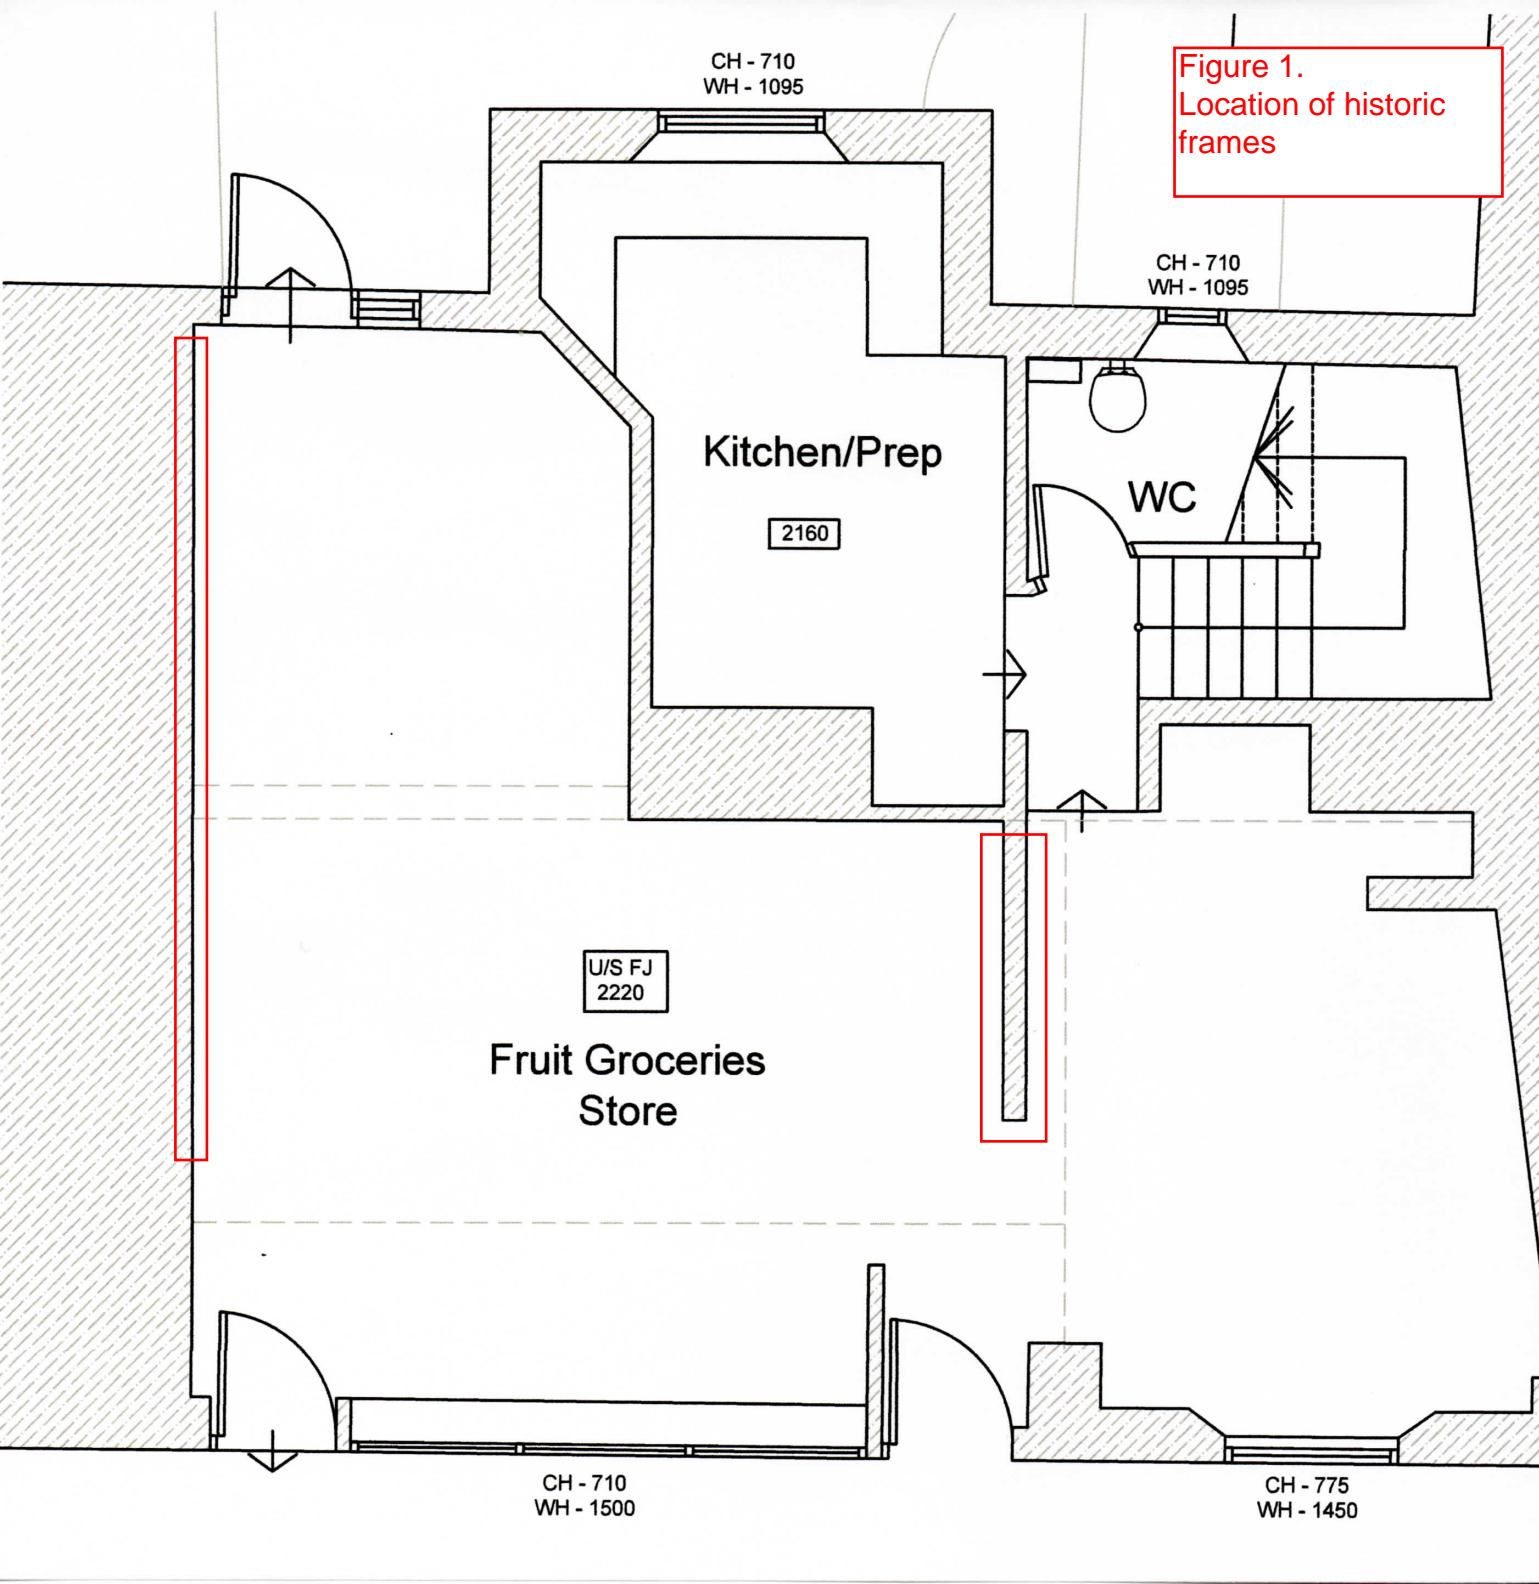 CH - 710
WH - 1095
Figure 1.
Location of historic
frames
CH - 710
WH - 1095
Kitchen/Prep
2160
WC
U/S FJ
2220
Fruit Groceries
Store
CH - 710
WH - 1500
CH - 775
WH - 1450